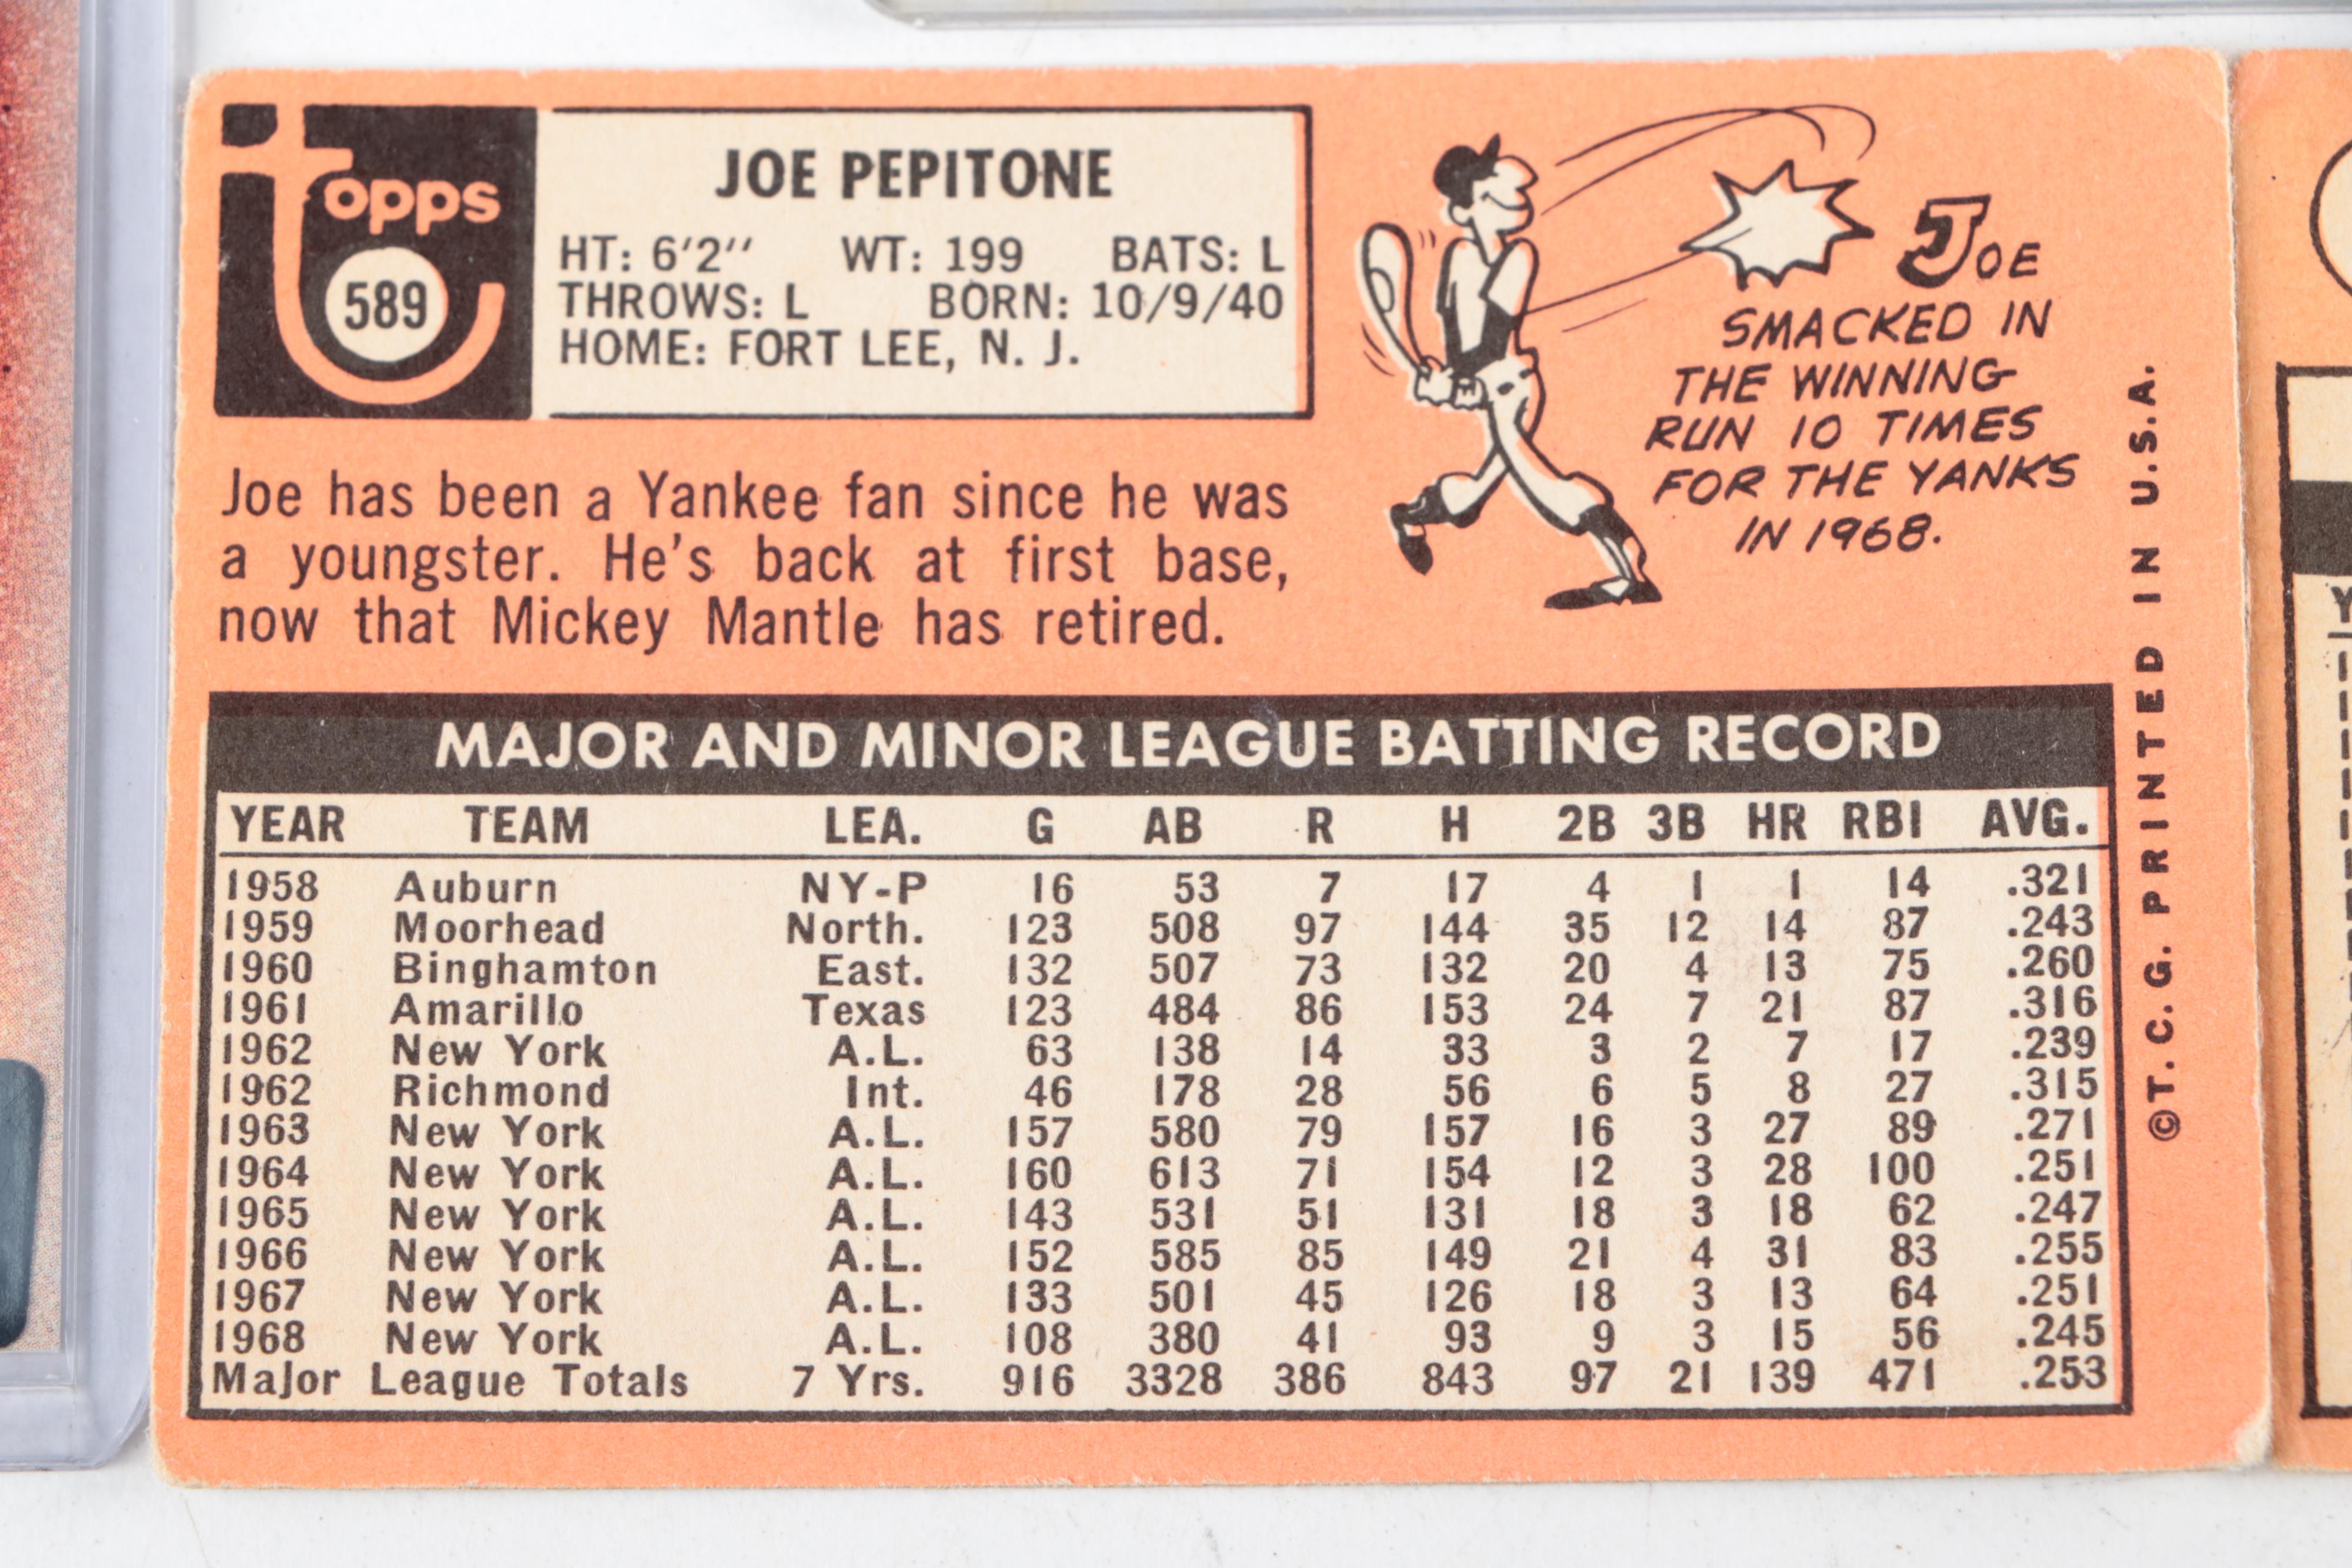 Topps
589
JOE PEPITONE
HT: 6'2" WT: 199 BATS: L
THROWS: L BORN: 10/9/40
HOME: FORT LEE, N. J.
JOE
SMACKED IN
THE WINNING
RUN 10 TIMES
FOR THE YANKS
IN 1968.
Joe has been a Yankee fan since he was
a youngster. He's back at first base,
now that Mickey Mantle has retired.
MAJOR AND MINOR LEAGUE BATTING RECORD
YEAR TEAM LEA. G AB R H 2B 3B HR RBI AVG.
1958 Auburn NY-P 16 53 7 17 4 1 1 14 .321
1959 Moorhead North. 123 508 97 144 35 12 14 87 .243
1960 Binghamton East. 132 507 73 132 20 4 13 75 .260
1961 Amarillo Texas 123 484 86 153 24 7 21 87 .316
1962 New York A.L. 63 138 14 33 3 2 7 17 .239
1962 Richmond Int. 46 178 28 56 6 5 8 27 .315
1963 New York A.L. 157 580 79 157 16 3 27 89 .271
1964 New York A.L. 160 613 71 154 12 3 28 100 .251
1965 New York A.L. 143 531 51 131 18 3 18 62 .247
1966 New York A.L. 152 585 85 149 21 4 31 83 .255
1967 New York A.L. 133 501 45 126 18 3 13 64 .251
1968 New York A.L. 108 380 41 93 9 3 15 56 .245
Major League Totals 7 Yrs. 916 3328 386 843 97 21 139 471 .253
©T. C. G. PRINTED IN U.S.A.